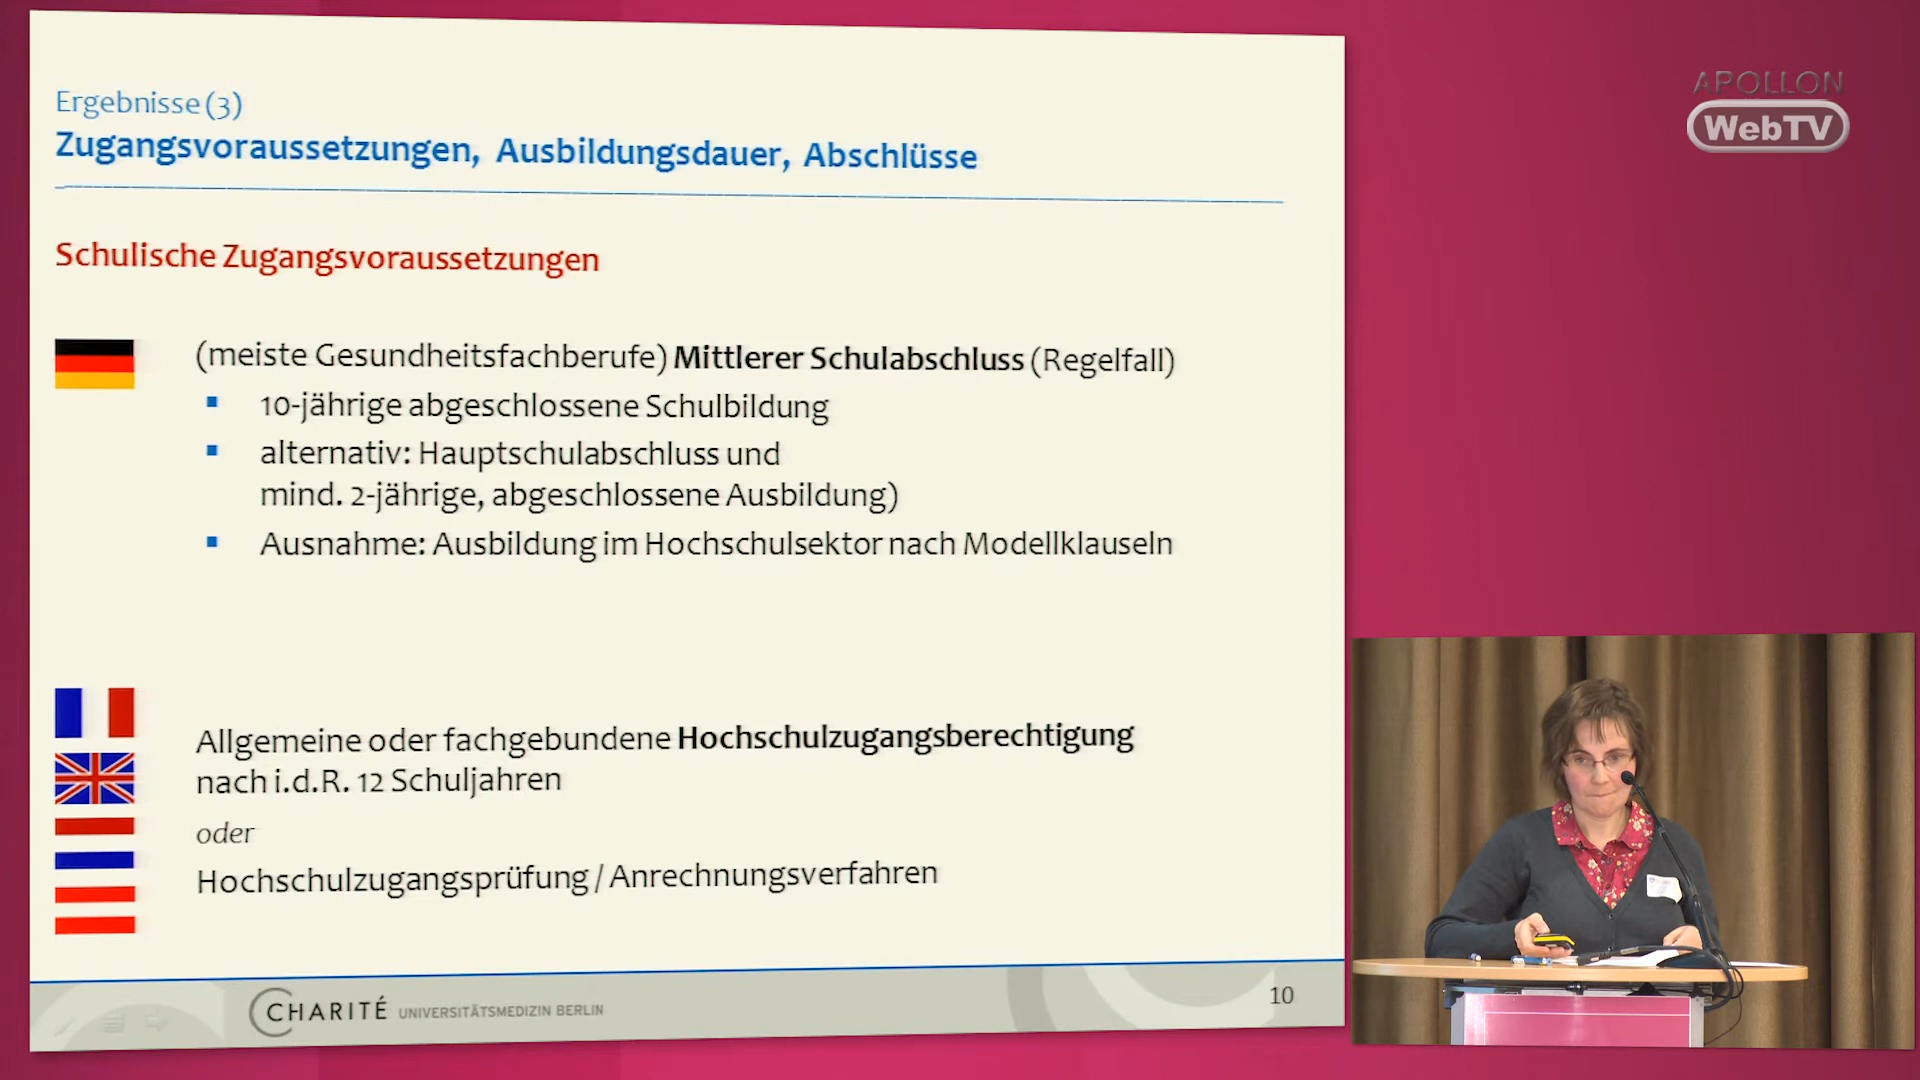 Ergebnisse (3)
Zugangsvoraussetzungen, Ausbildungsdauer, Abschlüsse
Schulische Zugangsvoraussetzungen
(meiste Gesundheitsfachberufe) Mittlerer Schulabschluss (Regelfall)
10-jährige abgeschlossene Schulbildung
alternativ: Hauptschulabschluss und
mind. 2-jährige, abgeschlossene Ausbildung)
Ausnahme: Ausbildung im Hochschulsektor nach Modellklauseln
Allgemeine oder fachgebundene Hochschulzugangsberechtigung
nach i.d.R. 12 Schuljahren
oder
Hochschulzugangsprüfung / Anrechnungsverfahren
CHARITÉ UNIVERSITÄTSMEDIZIN BERLIN
10
APOLLON
WebTV